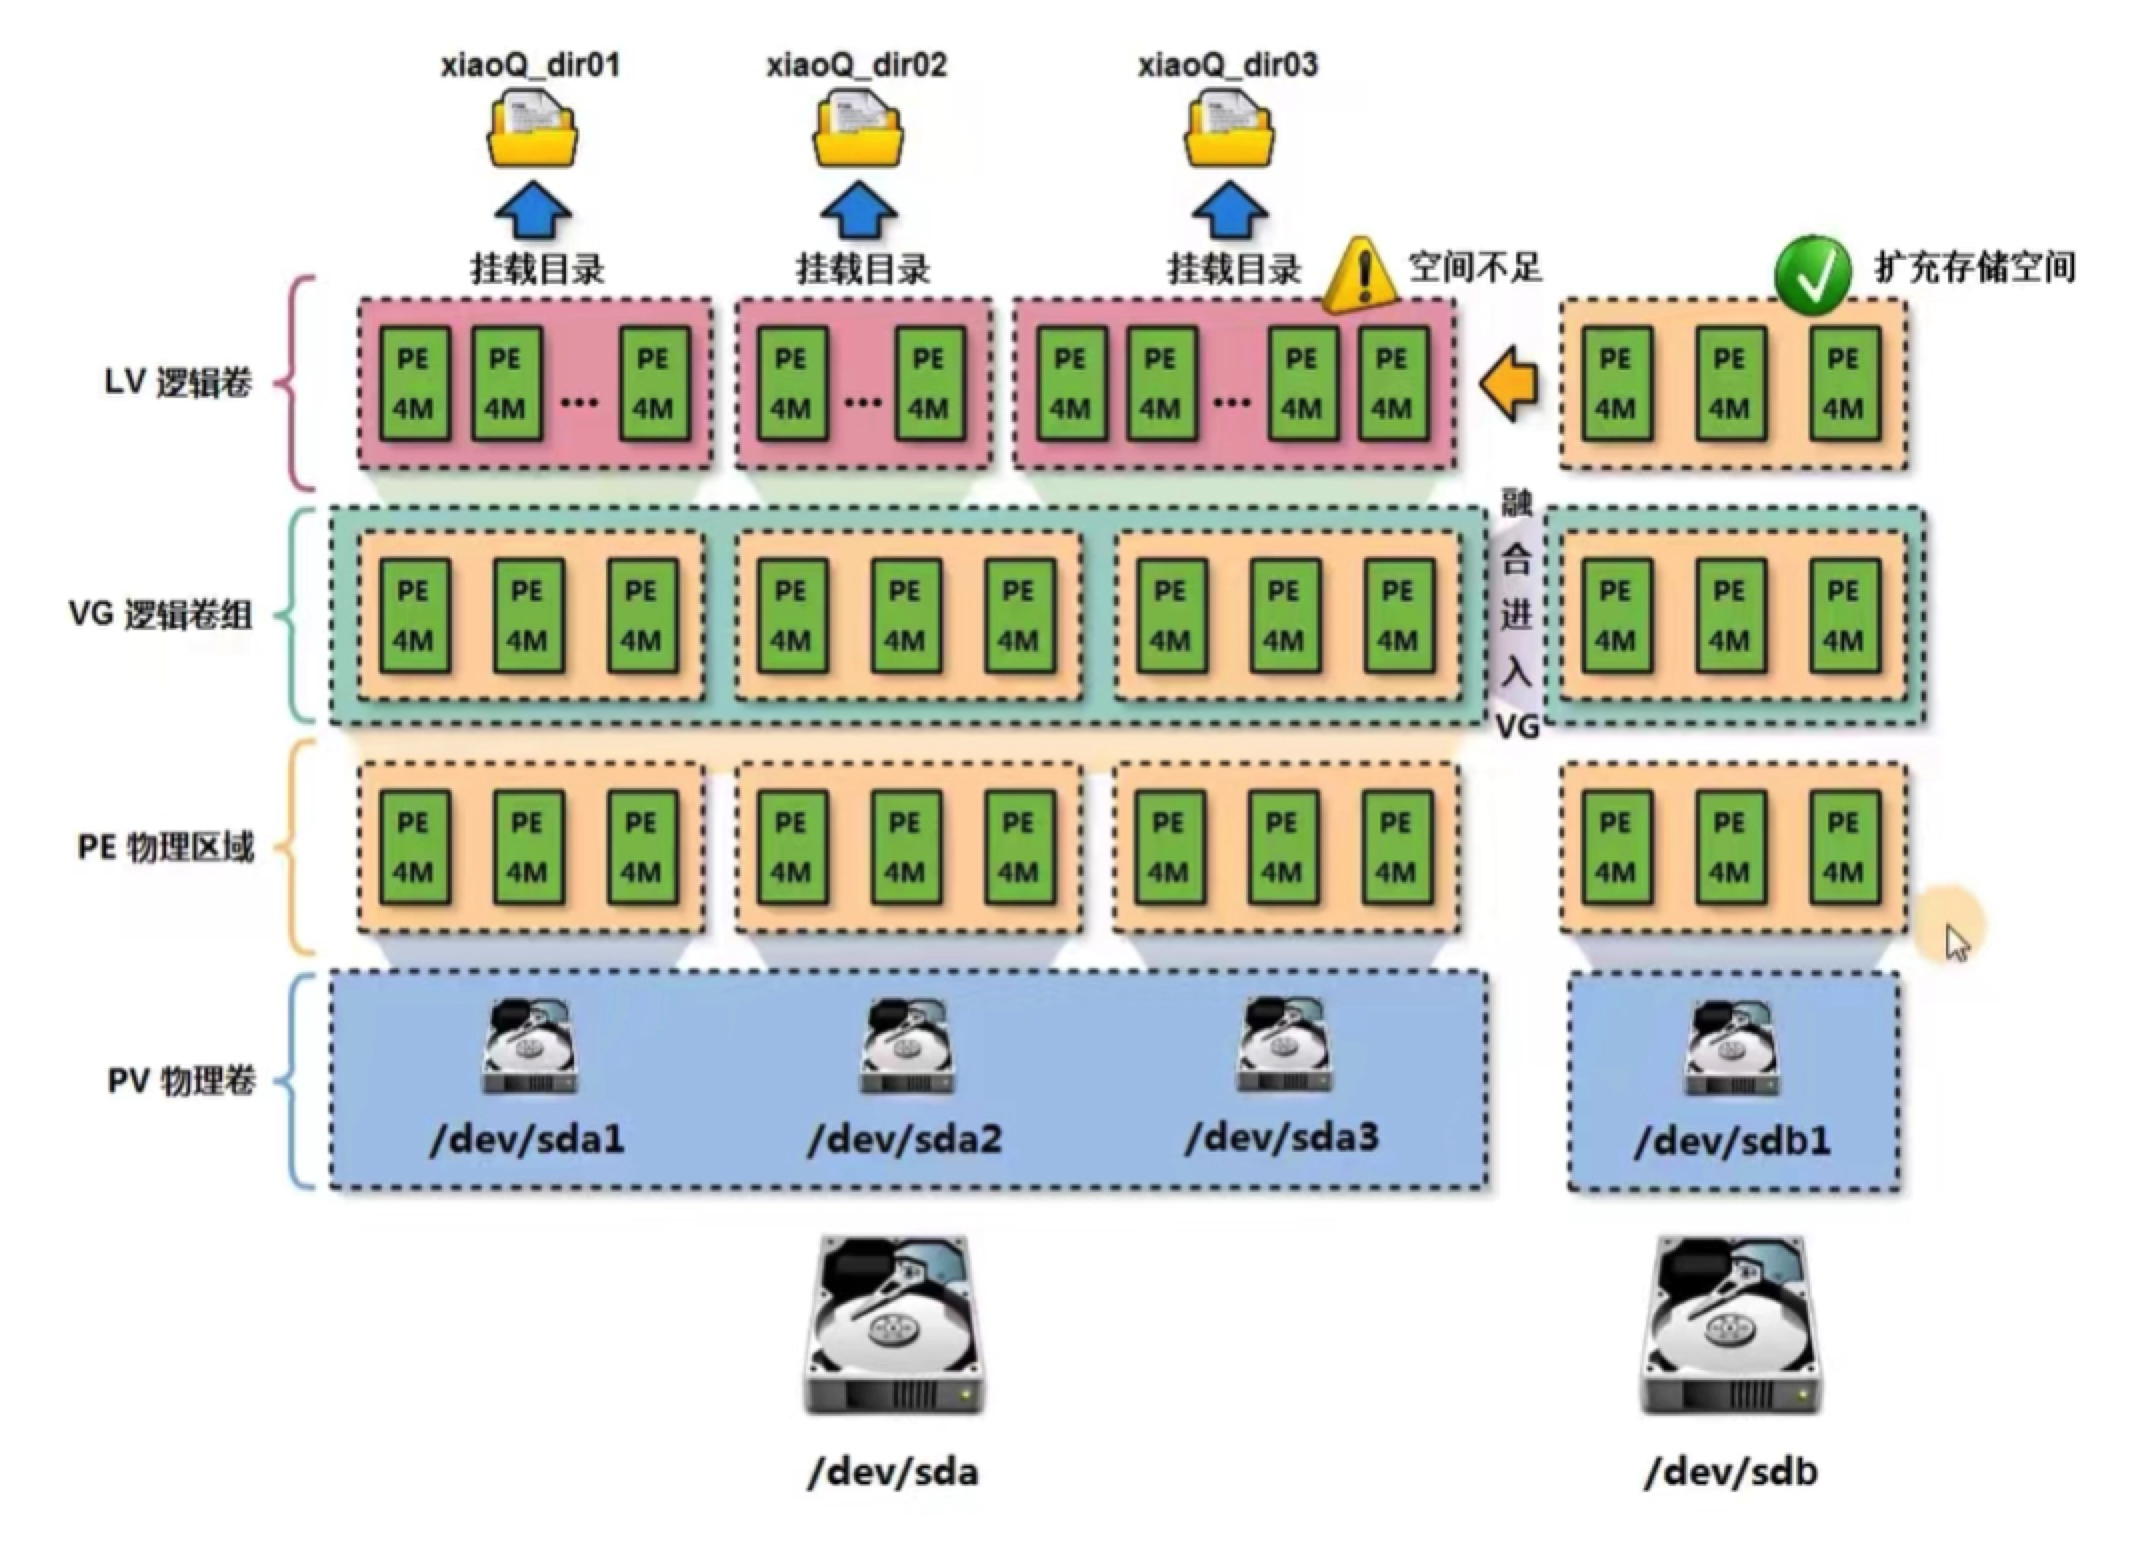 xiaoQ_dir01 xiaoQ_dir02 xiaoQ_dir03
挂载目录 挂载目录 挂载目录 空间不足 扩充存储空间
LV 逻辑卷
PE PE PE PE PE PE PE PE PE PE PE PE
4M 4M ... 4M 4M ... 4M 4M 4M ... 4M 4M 4M 4M 4M
融
合
进
入
VG
VG 逻辑卷组
PE PE PE PE PE PE PE PE PE PE PE PE
4M 4M 4M 4M 4M 4M 4M 4M 4M 4M 4M 4M
PE 物理区域
PE PE PE PE PE PE PE PE PE PE PE PE
4M 4M 4M 4M 4M 4M 4M 4M 4M 4M 4M 4M
PV 物理卷
/dev/sda1 /dev/sda2 /dev/sda3 /dev/sdb1
/dev/sda /dev/sdb